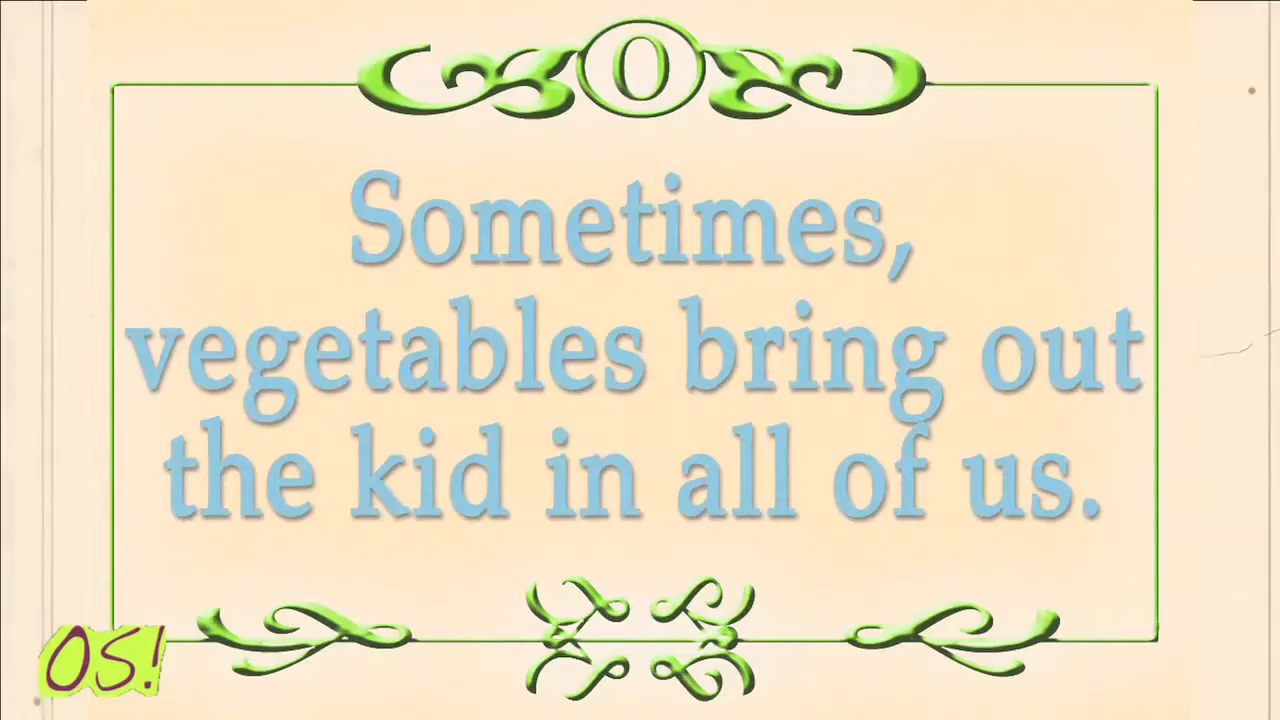 O
Sometimes,
vegetables bring out
the kid in all of us.
OS!